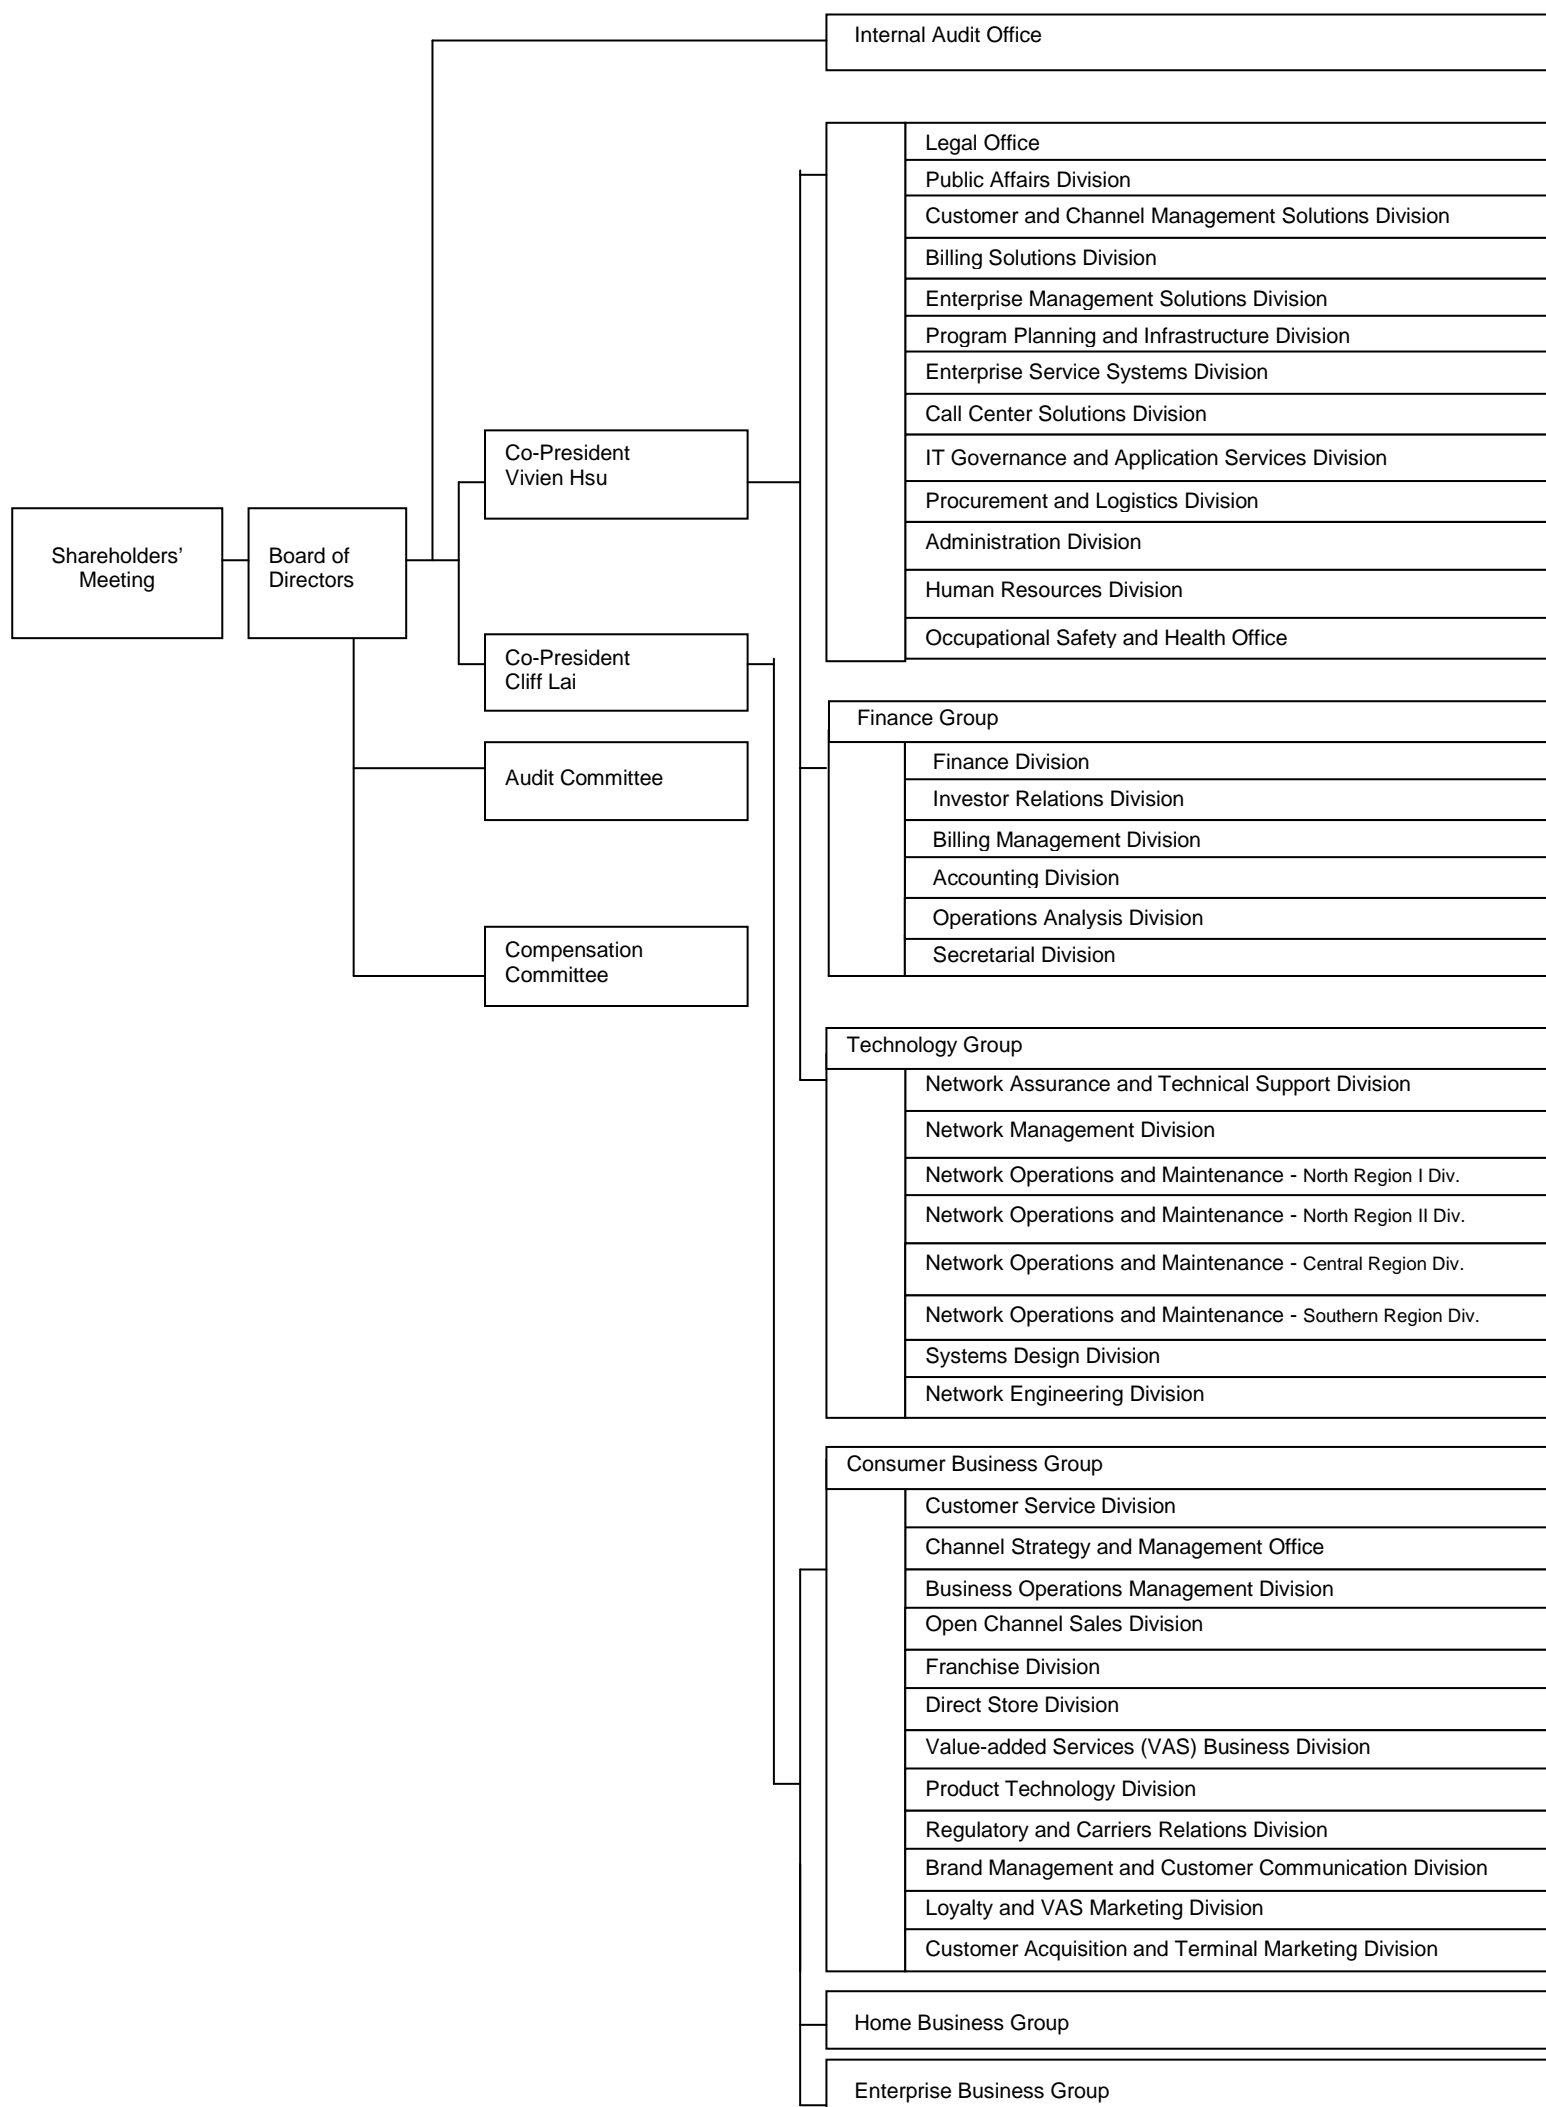 Internal Audit Office
Legal Office
Public Affairs Division
Customer and Channel Management Solutions Division
Billing Solutions Division
Enterprise Management Solutions Division
Program Planning and Infrastructure Division
Enterprise Service Systems Division
Call Center Solutions Division
IT Governance and Application Services Division
Procurement and Logistics Division
Administration Division
Human Resources Division
Occupational Safety and Health Office
Co-President
Vivien Hsu
Shareholders’
Meeting
Board of
Directors
Co-President
Cliff Lai
Audit Committee
Compensation
Committee
Finance Group
Finance Division
Investor Relations Division
Billing Management Division
Accounting Division
Operations Analysis Division
Secretarial Division
Technology Group
Network Assurance and Technical Support Division
Network Management Division
Network Operations and Maintenance - North Region I Div.
Network Operations and Maintenance - North Region II Div.
Network Operations and Maintenance - Central Region Div.
Network Operations and Maintenance - Southern Region Div.
Systems Design Division
Network Engineering Division
Consumer Business Group
Customer Service Division
Channel Strategy and Management Office
Business Operations Management Division
Open Channel Sales Division
Franchise Division
Direct Store Division
Value-added Services (VAS) Business Division
Product Technology Division
Regulatory and Carriers Relations Division
Brand Management and Customer Communication Division
Loyalty and VAS Marketing Division
Customer Acquisition and Terminal Marketing Division
Home Business Group
Enterprise Business Group